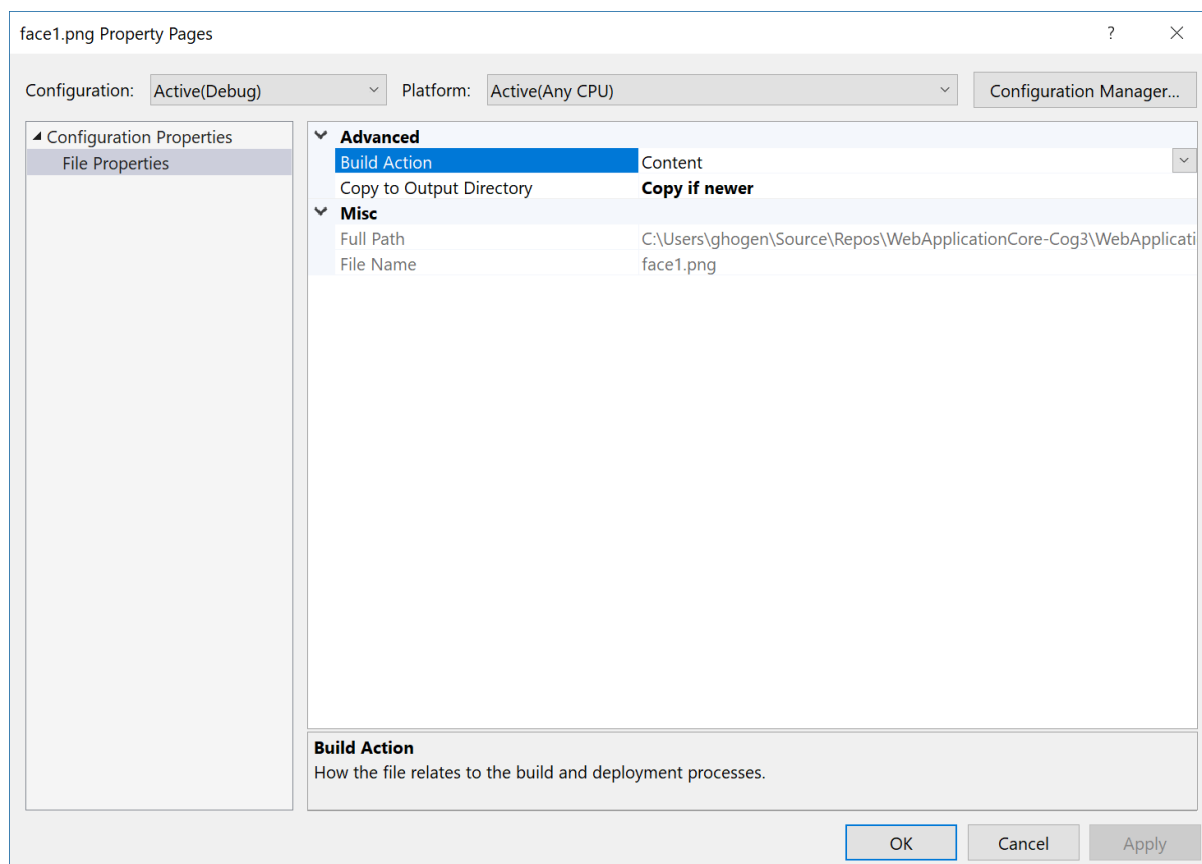 face1.png Property Pages
?
Configuration: Active(Debug) Platform: Active(Any CPU) Configuration Manager...
Configuration Properties
File Properties
Advanced
Build Action Content
Copy to Output Directory Copy if newer
Misc
Full Path C:\Users\ghogen\Source\Repos\WebApplicationCore-Cog3\WebApplicati
File Name face1.png
Build Action
How the file relates to the build and deployment processes.
OK Cancel Apply